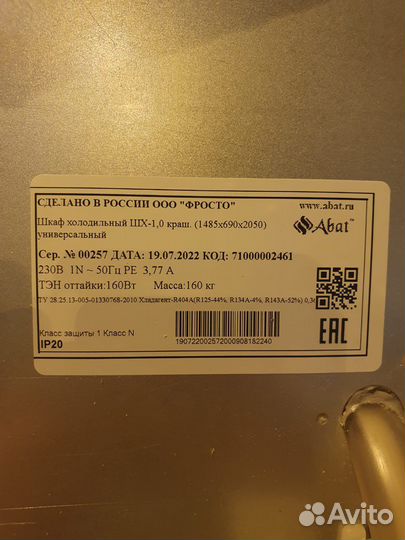 СДЕЛАНО В РОССИИ ООО "ФРОСТО"
www.abat.ru
Шкаф холодильный ШХ-1,0 краш. (1485x690x2050)
универсальный
Abat™
Сер. № 00257 ДАТА: 19.07.2022 КОД: 71000002461
230В 1N ~ 50Гц PE 3,77 А
ТЭН оттайки:160Вт Масса:160 кг
ТУ 28.25.13-005-01330768-2010.Хладагент-R404A(R125-44%, R134A-4%, R143A-52%)
Класс защиты 1 Класс N
IP20
190722002572000908182240
EAC
Avito